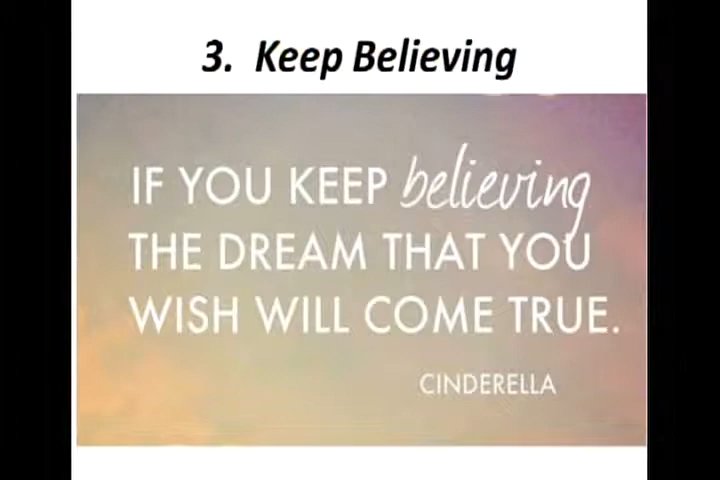 3. Keep Believing
IF YOU KEEP believing
THE DREAM THAT YOU
WISH WILL COME TRUE.
CINDERELLA